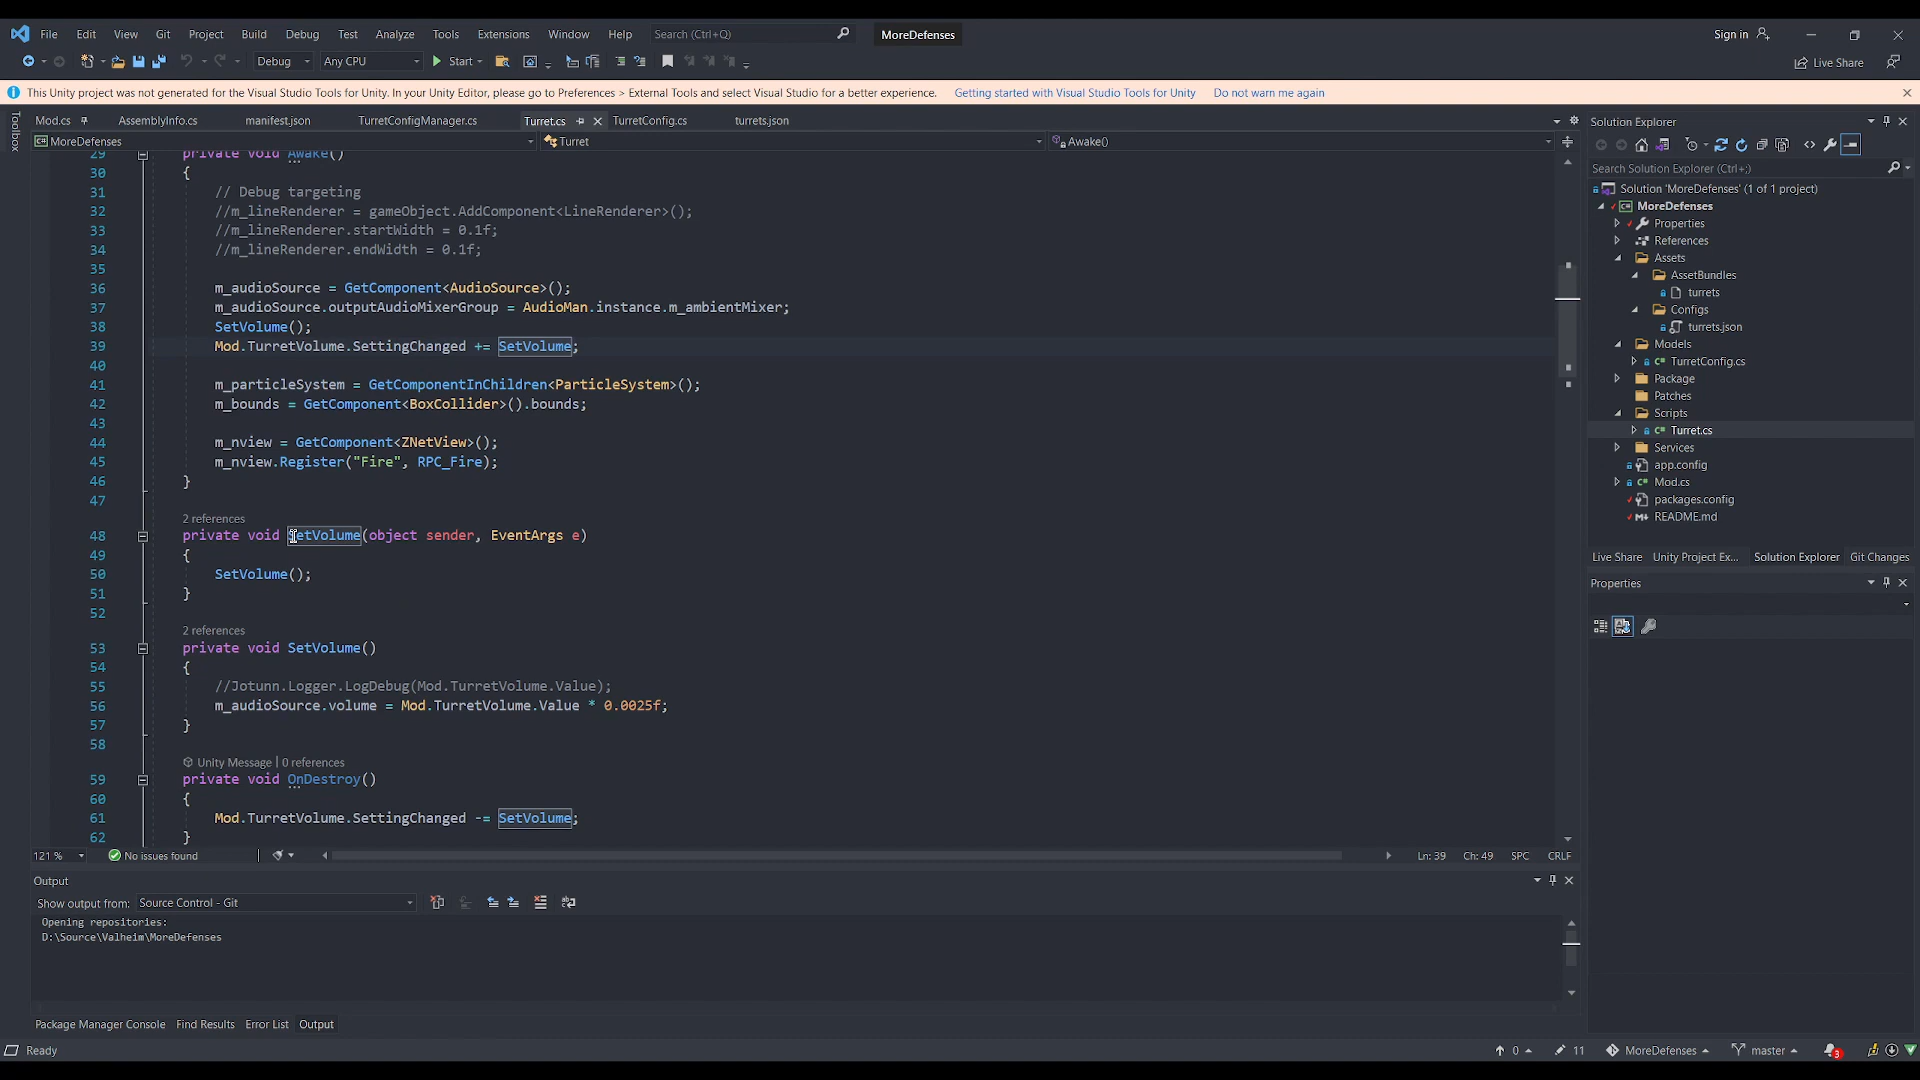 File Edit View Git Project Build Debug Test Analyze Tools Extensions Window Help Search (Ctrl+Q) MoreDefenses Sign in
Debug Any CPU Start Live Share
This Unity project was not generated for the Visual Studio Tools for Unity. In your Unity Editor, please go to Preferences > External Tools and select Visual Studio for a better experience. Getting started with Visual Studio Tools for Unity Do not warn me again
Toolbox
Mod.cs AssemblyInfo.cs manifest.json TurretConfigManager.cs Turret.cs TurretConfig.cs turrets.json
MoreDefenses Turret Awake()
29 private void Awake()
30 {
31 // Debug targeting
32 //m_lineRenderer = gameObject.AddComponent<LineRenderer>();
33 //m_lineRenderer.startWidth = 0.1f;
34 //m_lineRenderer.endWidth = 0.1f;
35
36 m_audioSource = GetComponent<AudioSource>();
37 m_audioSource.outputAudioMixerGroup = AudioMan.instance.m_ambientMixer;
38 SetVolume();
39 Mod.TurretVolume.SettingChanged += SetVolume;
40
41 m_particleSystem = GetComponentInChildren<ParticleSystem>();
42 m_bounds = GetComponent<BoxCollider>().bounds;
43
44 m_nview = GetComponent<ZNetView>();
45 m_nview.Register("Fire", RPC_Fire);
46 }
47
2 references
48 private void SetVolume(object sender, EventArgs e)
49 {
50 SetVolume();
51 }
52
2 references
53 private void SetVolume()
54 {
55 //Jotunn.Logger.LogDebug(Mod.TurretVolume.Value);
56 m_audioSource.volume = Mod.TurretVolume.Value * 0.0025f;
57 }
58
Unity Message | 0 references
59 private void OnDestroy()
60 {
61 Mod.TurretVolume.SettingChanged -= SetVolume;
62 }
121 % No issues found Ln: 39 Ch: 49 SPC CRLF
Output
Show output from: Source Control - Git
Opening repositories:
D:\Source\Valheim\MoreDefenses
Package Manager Console Find Results Error List Output
Solution Explorer
Search Solution Explorer (Ctrl+;)
Solution 'MoreDefenses' (1 of 1 project)
MoreDefenses
Properties
References
Assets
AssetBundles
turrets
Configs
turrets.json
Models
TurretConfig.cs
Package
Patches
Scripts
Turret.cs
Services
app.config
Mod.cs
packages.config
README.md
Live Share Unity Project Ex... Solution Explorer Git Changes
Properties
Ready 0 11 MoreDefenses master 3